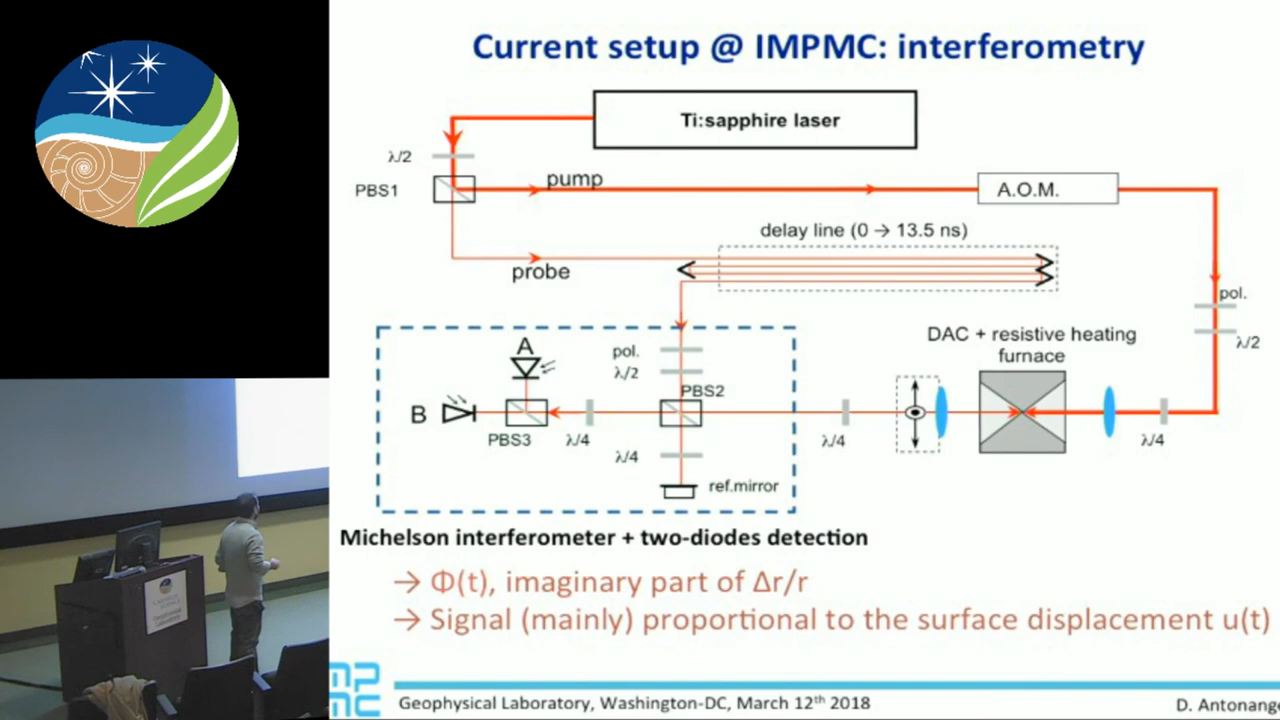 Current setup @ IMPMC: interferometry
Ti:sapphire laser
λ/2
PBS1
pump
A.O.M.
delay line (0 → 13.5 ns)
probe
pol.
λ/2
DAC + resistive heating
furnace
A
pol.
λ/2
PBS2
B
PBS3
λ/4
λ/4
λ/4
λ/4
ref.mirror
Michelson interferometer + two-diodes detection
→ Φ(t), imaginary part of Δr/r
→ Signal (mainly) proportional to the surface displacement u(t)
Geophysical Laboratory, Washington-DC, March 12th 2018
D. Antonange